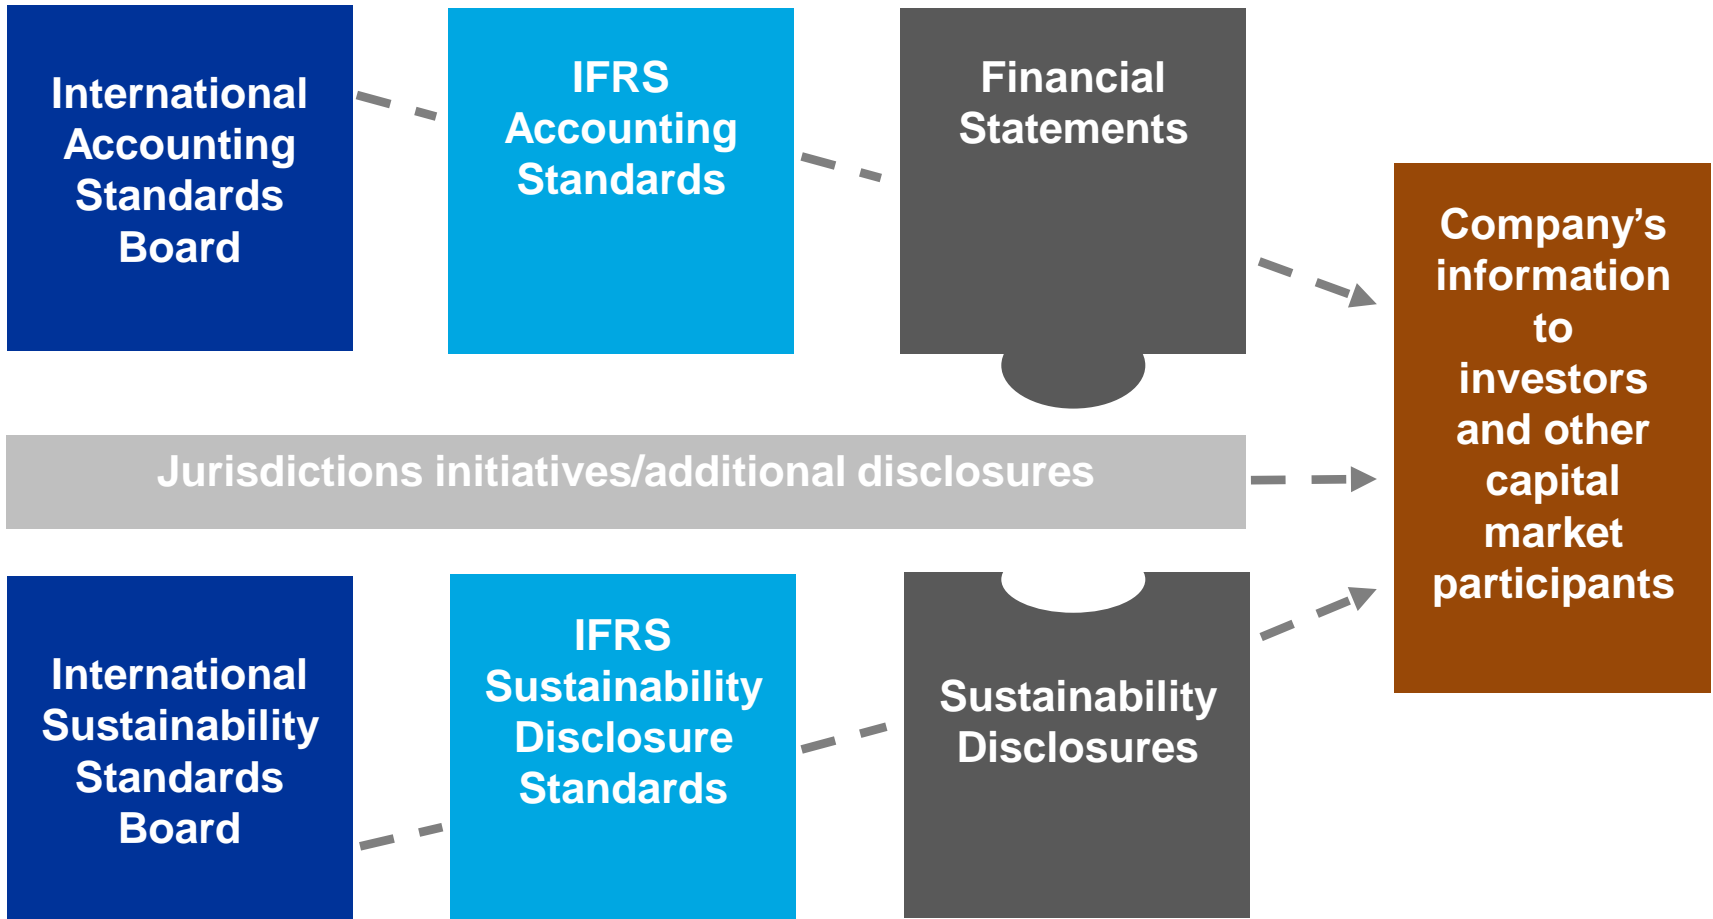 International
Accounting
Standards
Board
IFRS
Accounting
Standards
Financial
Statements
Company’s
information
to
investors
and other
capital
market
participants
Jurisdictions initiatives/additional disclosures
International
Sustainability
Standards
Board
IFRS
Sustainability
Disclosure
Standards
Sustainability
Disclosures